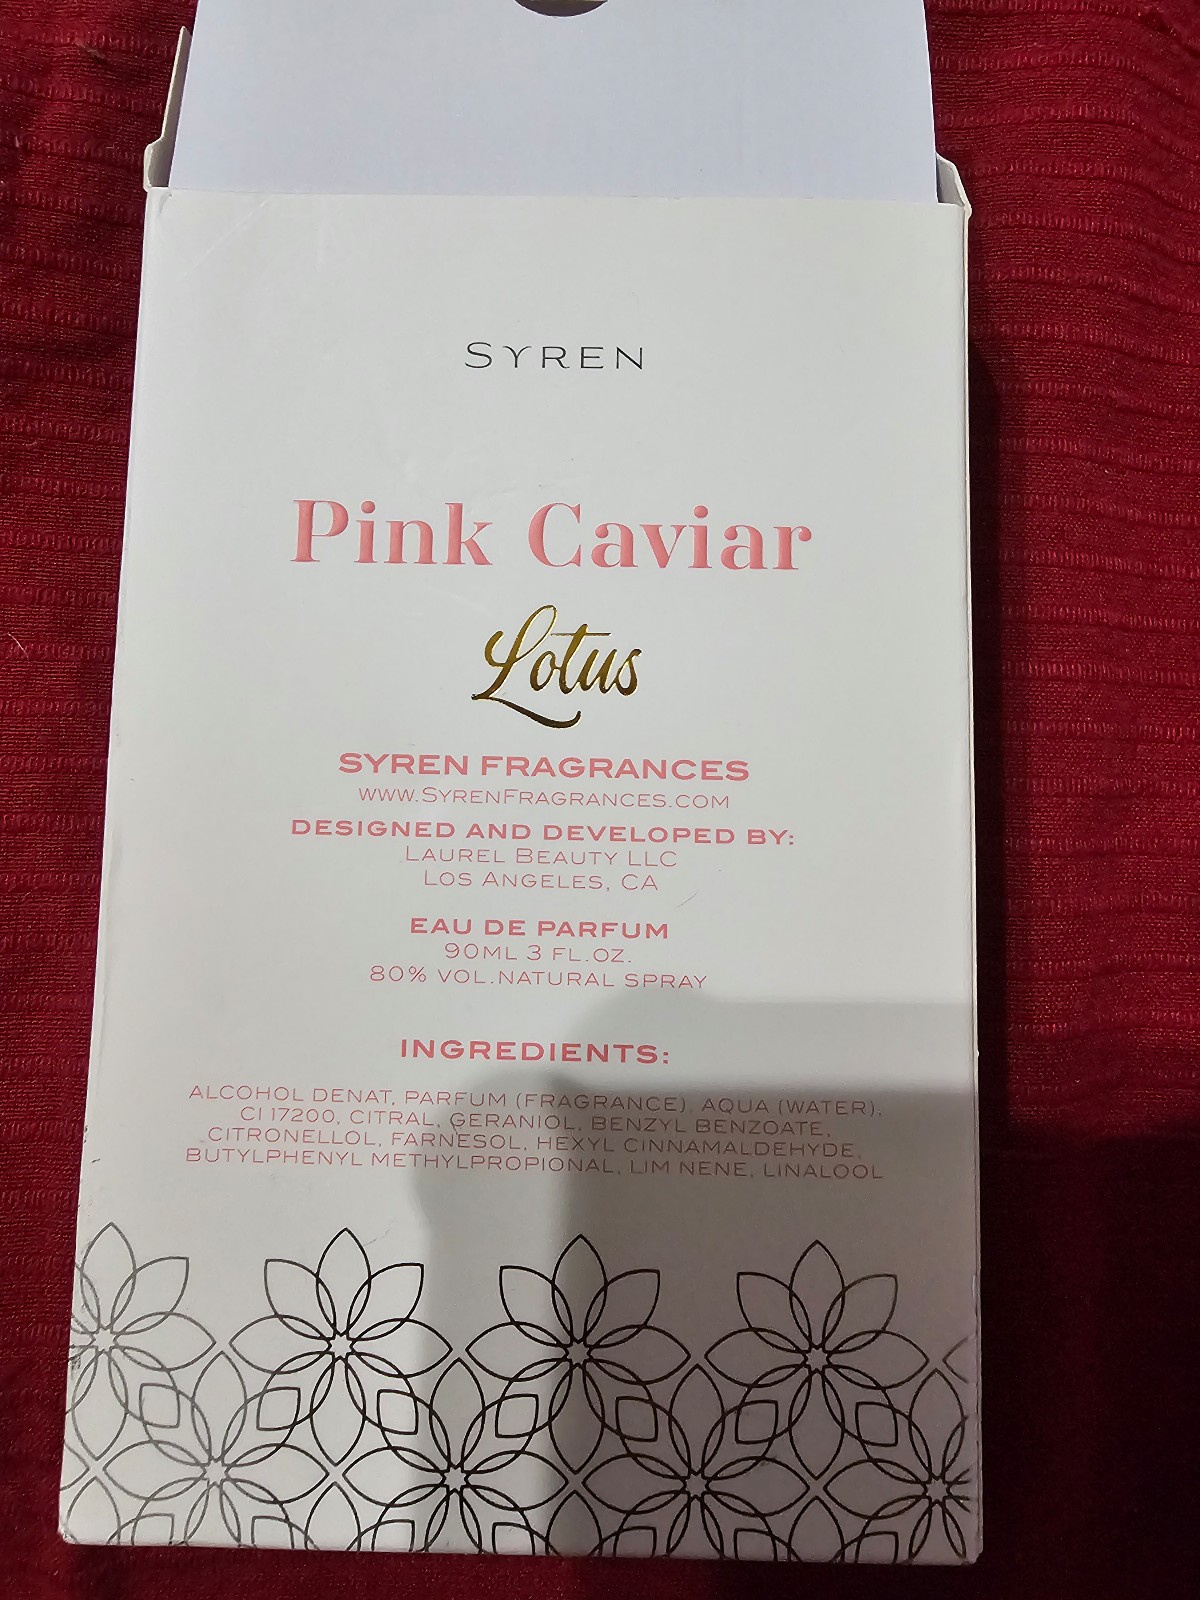 SYREN
Pink Caviar
Lotus
SYREN FRAGRANCES
WWW.SYRENFRAGRANCES.COM
DESIGNED AND DEVELOPED BY:
LAUREL BEAUTY LLC
LOS ANGELES, CA
EAU DE PARFUM
90ML 3 FL.OZ.
80% VOL.NATURAL SPRAY
INGREDIENTS:
ALCOHOL DENAT, PARFUM (FRAGRANCE), AQUA (WATER),
CI 17200, CITRAL, GERANIOL, BENZYL BENZOATE,
CITRONELLOL, FARNESOL, HEXYL CINNAMALDEHYDE,
BUTYLPHENYL METHYLPROPIONAL, LIM NENE, LINALOOL